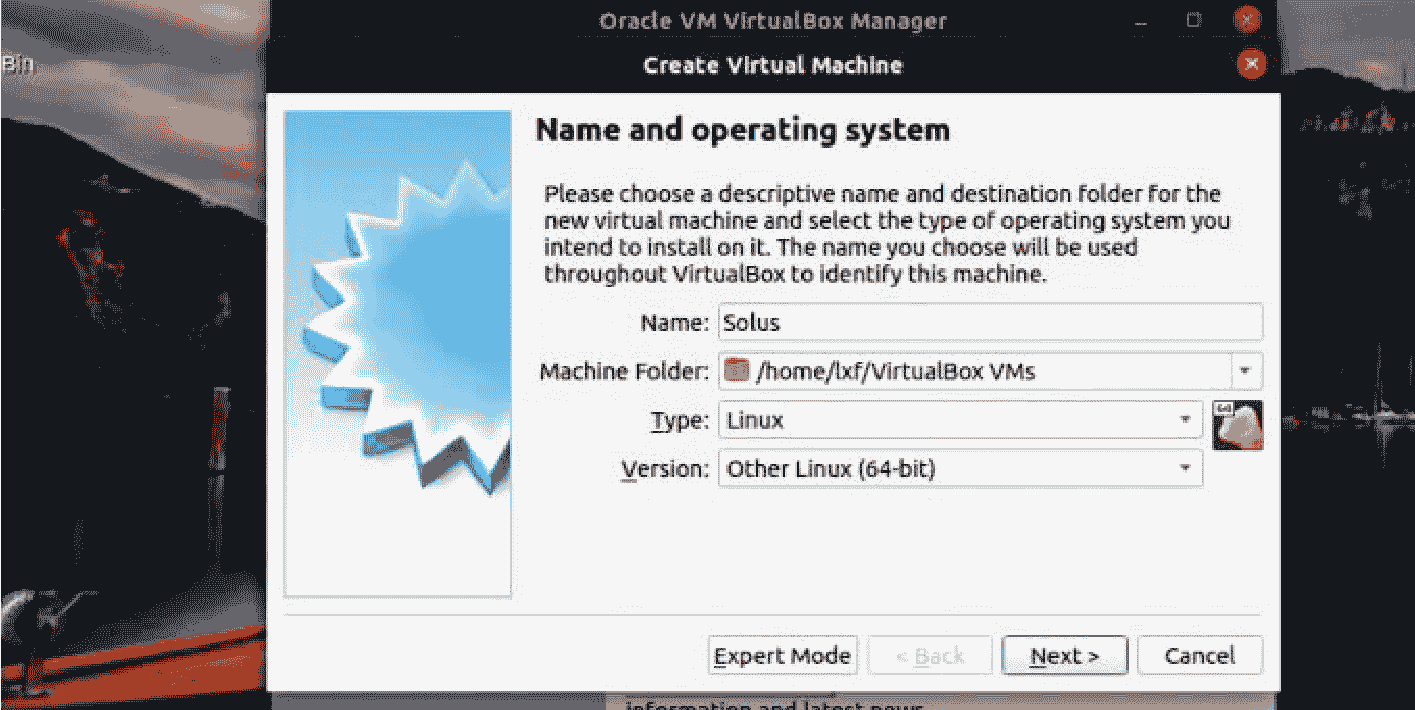 Oracle VM VirtualBox Manager
Bin
Create Virtual Machine
Name and operating system
Please choose a descriptive name and destination folder for the
new virtual machine and select the type of operating system you
intend to install on it. The name you choose will be used
throughout VirtualBox to identify this machine.
Name: Solus
Machine Folder: /home/lxf/VirtualBox VMs
Type: Linux
64
Version: Other Linux (64-bit)
Expert Mode < Back Next > Cancel
information and latest news